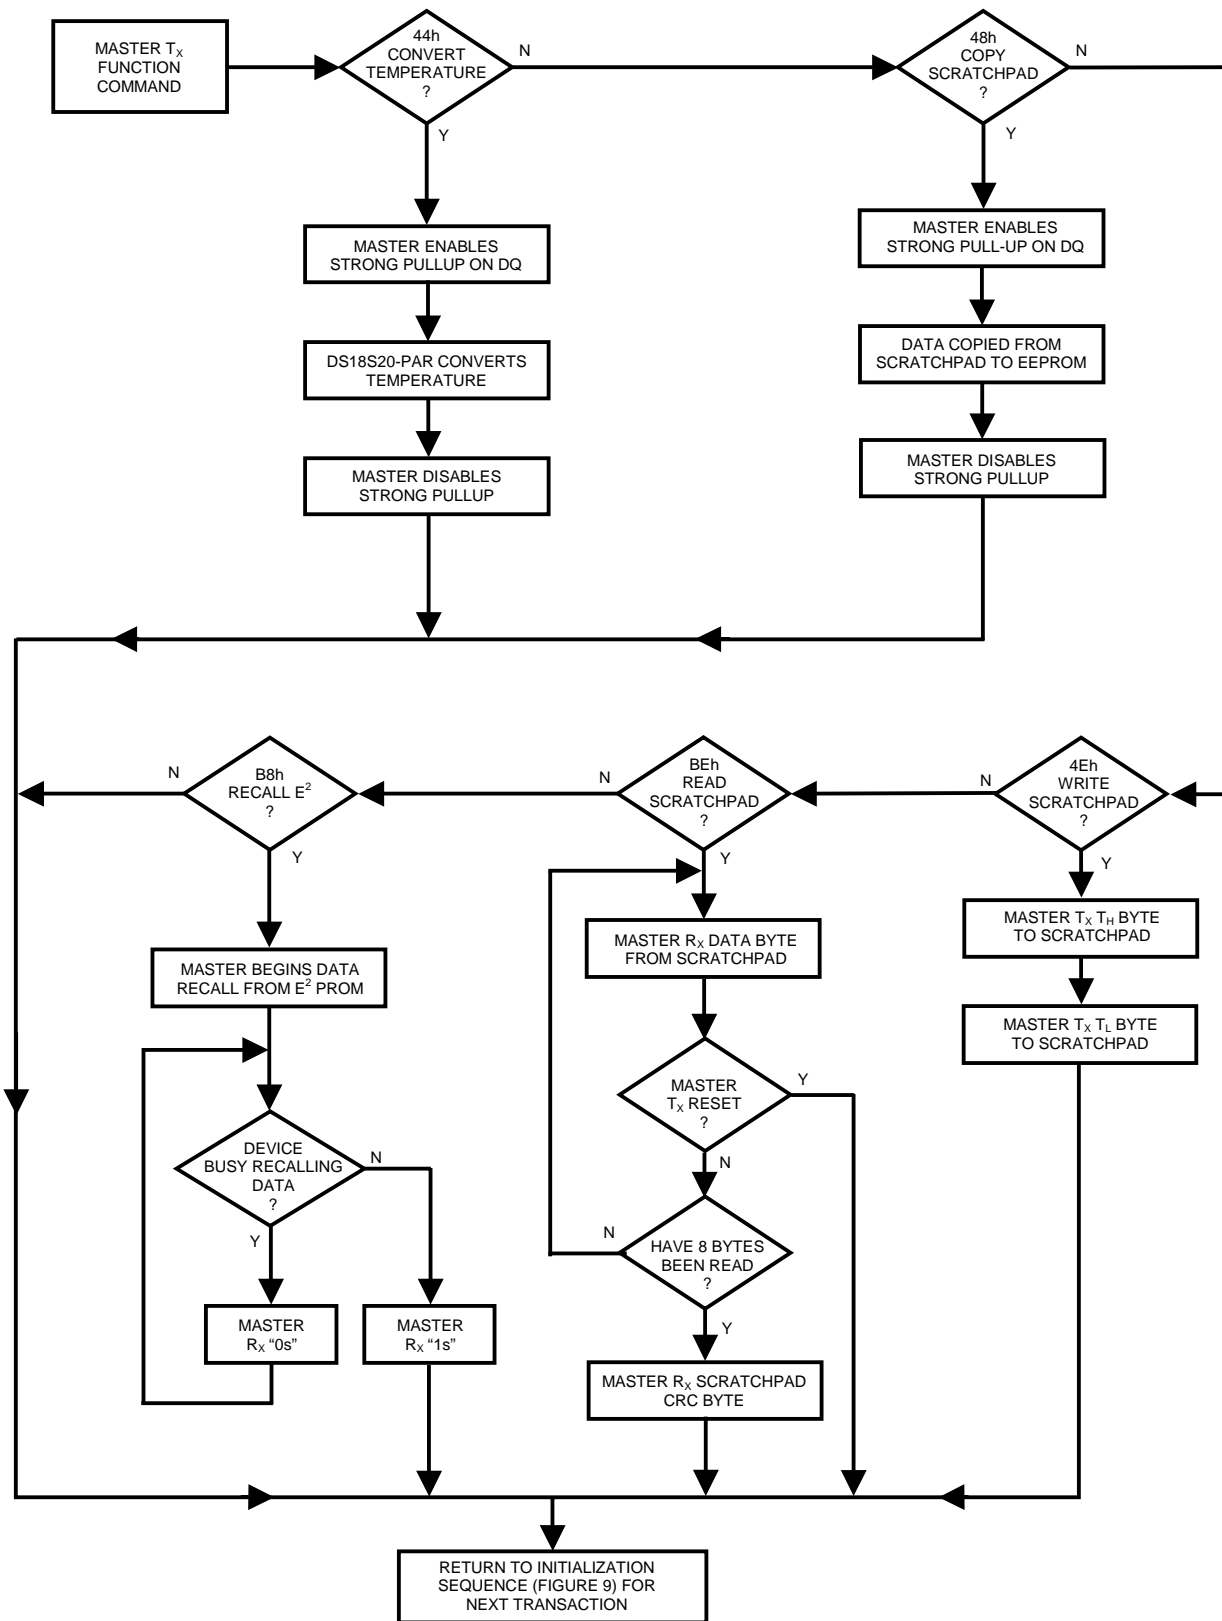 MASTER TX
FUNCTION
COMMAND
44h
CONVERT
TEMPERATURE
?
N
Y
48h
COPY
SCRATCHPAD
?
N
Y
MASTER ENABLES
STRONG PULLUP ON DQ
DS18S20-PAR CONVERTS
TEMPERATURE
MASTER DISABLES
STRONG PULLUP
MASTER ENABLES
STRONG PULL-UP ON DQ
DATA COPIED FROM
SCRATCHPAD TO EEPROM
MASTER DISABLES
STRONG PULLUP
N
B8h
RECALL E²
?
Y
N
BEh
READ
SCRATCHPAD
?
Y
N
4Eh
WRITE
SCRATCHPAD
?
Y
MASTER BEGINS DATA
RECALL FROM E² PROM
DEVICE
BUSY RECALLING
DATA
?
N
Y
MASTER
RX “0s”
MASTER
RX “1s”
MASTER RX DATA BYTE
FROM SCRATCHPAD
MASTER
TX RESET
?
Y
N
N
HAVE 8 BYTES
BEEN READ
?
Y
MASTER RX SCRATCHPAD
CRC BYTE
MASTER TX TH BYTE
TO SCRATCHPAD
MASTER TX TL BYTE
TO SCRATCHPAD
RETURN TO INITIALIZATION
SEQUENCE (FIGURE 9) FOR
NEXT TRANSACTION